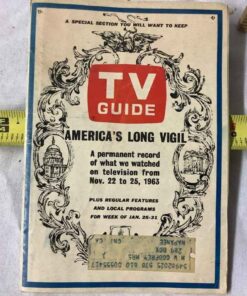 A SPECIAL SECTION YOU WILL WANT TO KEEP
TV
GUIDE
AMERICA'S LONG VIGIL
A permanent record
of what we watched
on television from
Nov. 22 to 25, 1963
PLUS REGULAR FEATURES
AND LOCAL PROGRAMS
FOR WEEK OF JAN. 25-31
NAPANEE